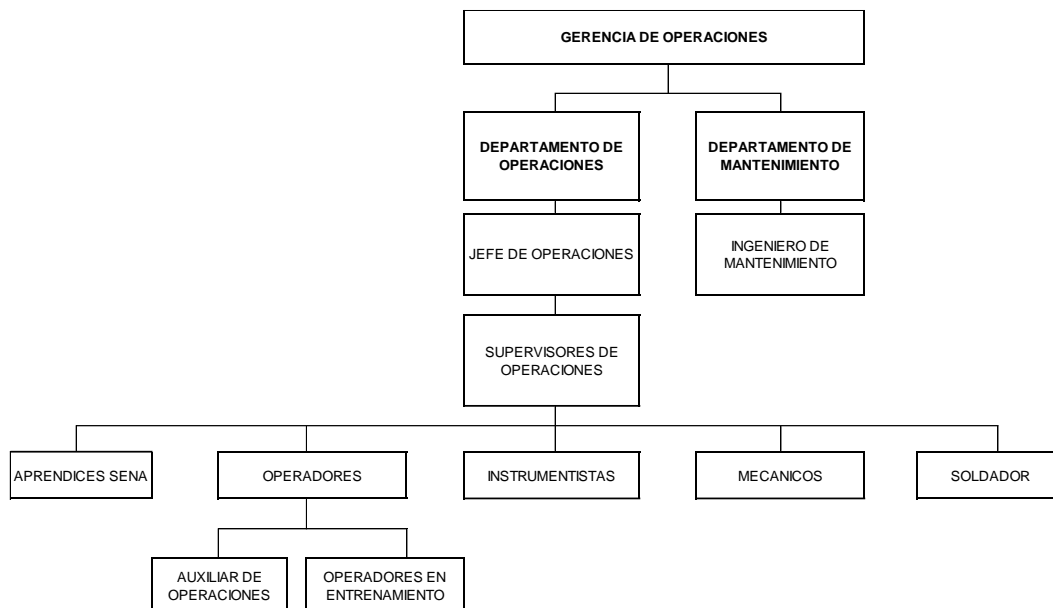 GERENCIA DE OPERACIONES
DEPARTAMENTO DE
OPERACIONES
DEPARTAMENTO DE
MANTENIMIENTO
JEFE DE OPERACIONES
INGENIERO DE
MANTENIMIENTO
SUPERVISORES DE
OPERACIONES
APRENDICES SENA
OPERADORES
INSTRUMENTISTAS
MECANICOS
SOLDADOR
AUXILIAR DE
OPERACIONES
OPERADORES EN
ENTRENAMIENTO